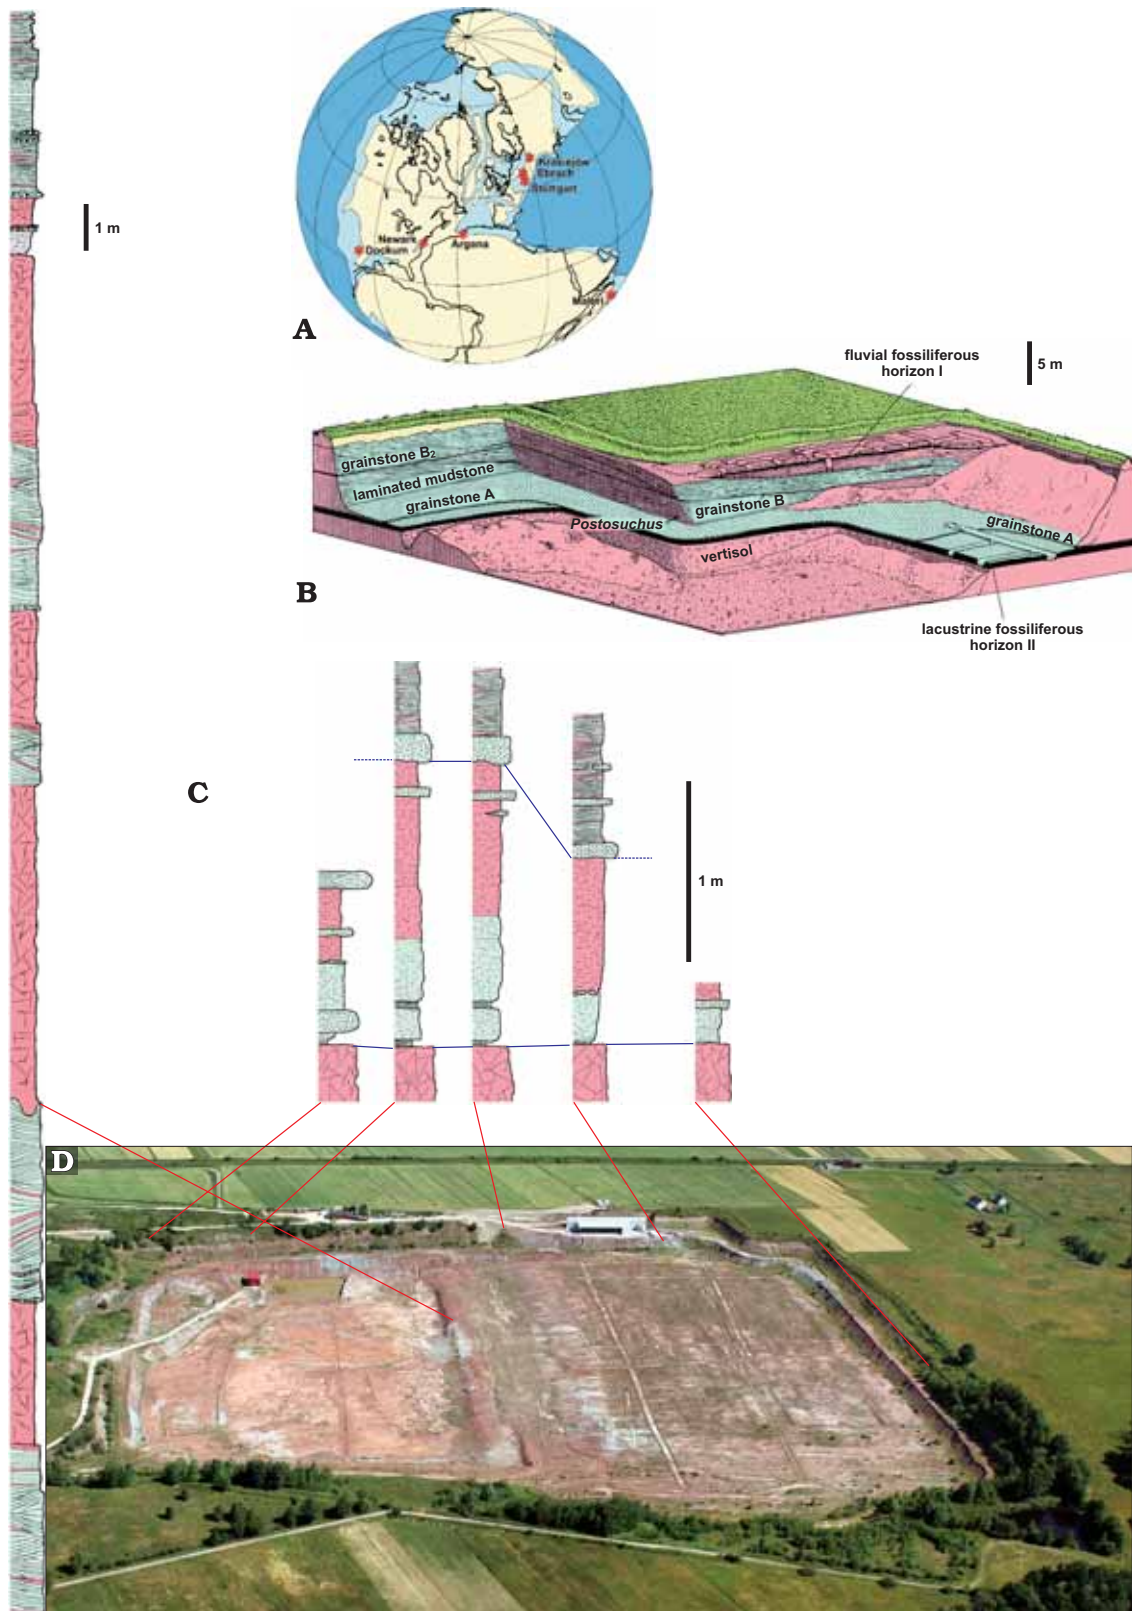 1 m
Krasiejów
Ebrach
Stuttgart
Newark
Dockum
Argana
Maleri
A
fluvial fossiliferous
horizon I
5 m
grainstone B2
laminated mudstone
grainstone A
grainstone B
Postosuchus
grainstone A
vertisol
B
lacustrine fossiliferous
horizon II
C
1 m
D